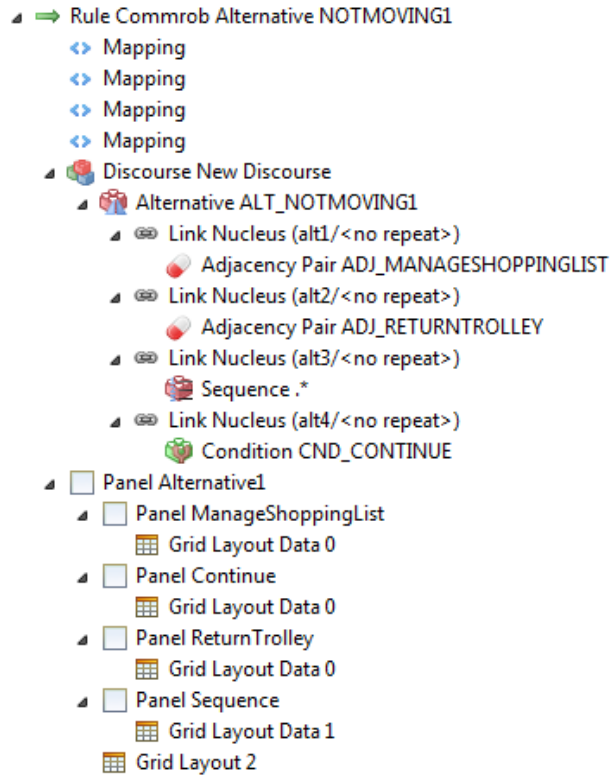 Rule Commrob Alternative NOTMOVING1
Mapping
Mapping
Mapping
Mapping
Discourse New Discourse
Alternative ALT_NOTMOVING1
Link Nucleus (alt1/<no repeat>)
Adjacency Pair ADJ_MANAGESHOPPINGLIST
Link Nucleus (alt2/<no repeat>)
Adjacency Pair ADJ_RETURNTROLLEY
Link Nucleus (alt3/<no repeat>)
Sequence .*
Link Nucleus (alt4/<no repeat>)
Condition CND_CONTINUE
Panel Alternative1
Panel ManageShoppingList
Grid Layout Data 0
Panel Continue
Grid Layout Data 0
Panel ReturnTrolley
Grid Layout Data 0
Panel Sequence
Grid Layout Data 1
Grid Layout 2